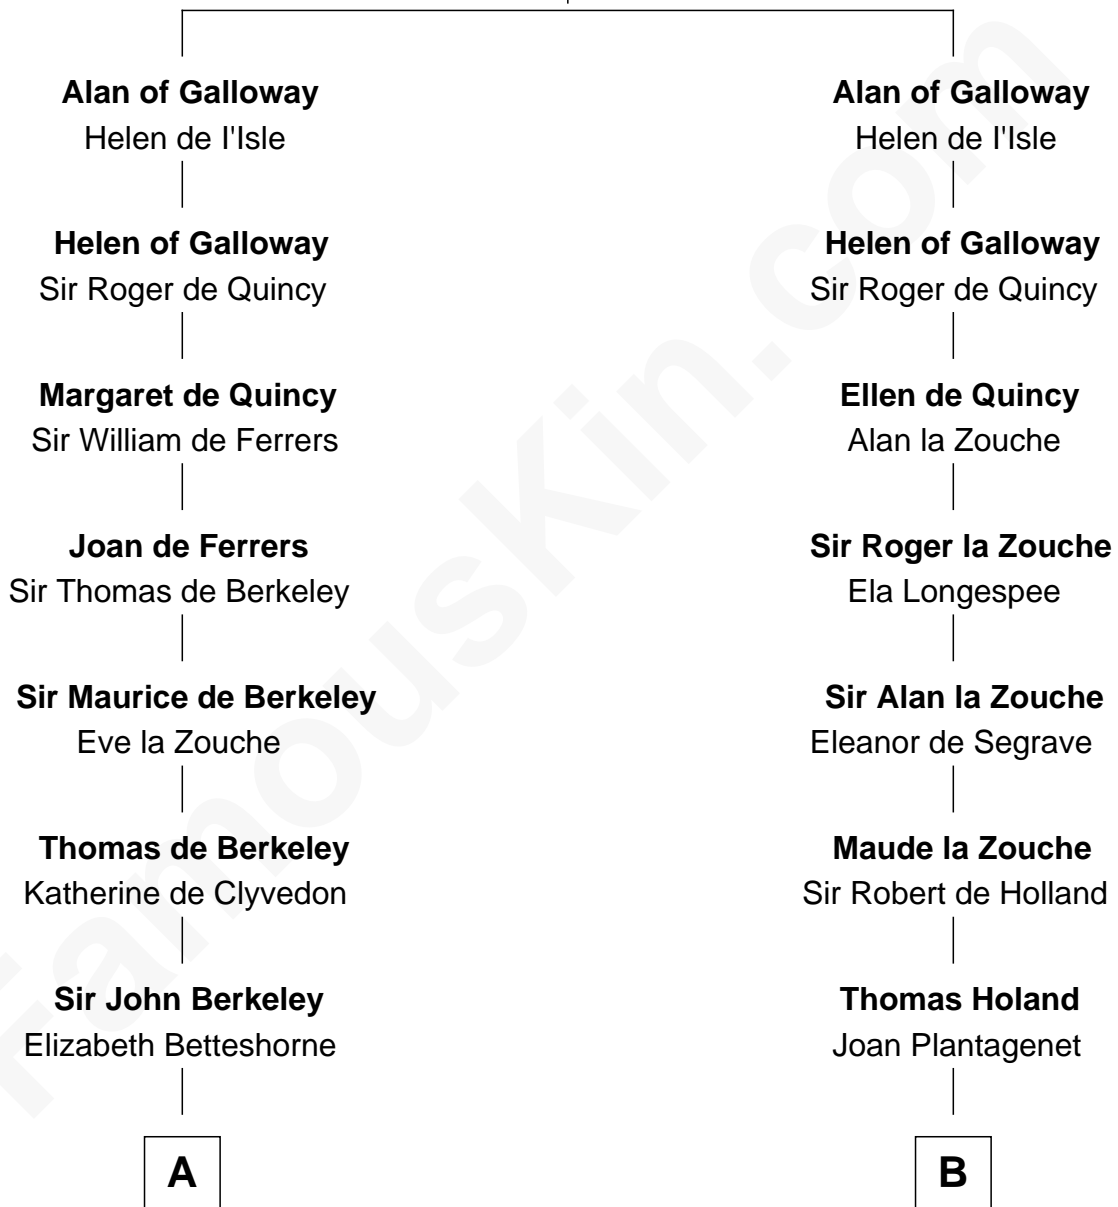 Alan of Galloway
Helen de I'Isle
Helen of Galloway
Sir Roger de Quincy
Margaret de Quincy
Sir William de Ferrers
Joan de Ferrers
Sir Thomas de Berkeley
Sir Maurice de Berkeley
Eve la Zouche
Thomas de Berkeley
Katherine de Clyvedon
Sir John Berkeley
Elizabeth Betteshorne
A
Alan of Galloway
Helen de I'Isle
Helen of Galloway
Sir Roger de Quincy
Ellen de Quincy
Alan la Zouche
Sir Roger la Zouche
Ela Longespee
Sir Alan la Zouche
Eleanor de Segrave
Maude la Zouche
Sir Robert de Holland
Thomas Holand
Joan Plantagenet
B
FamousKin.com